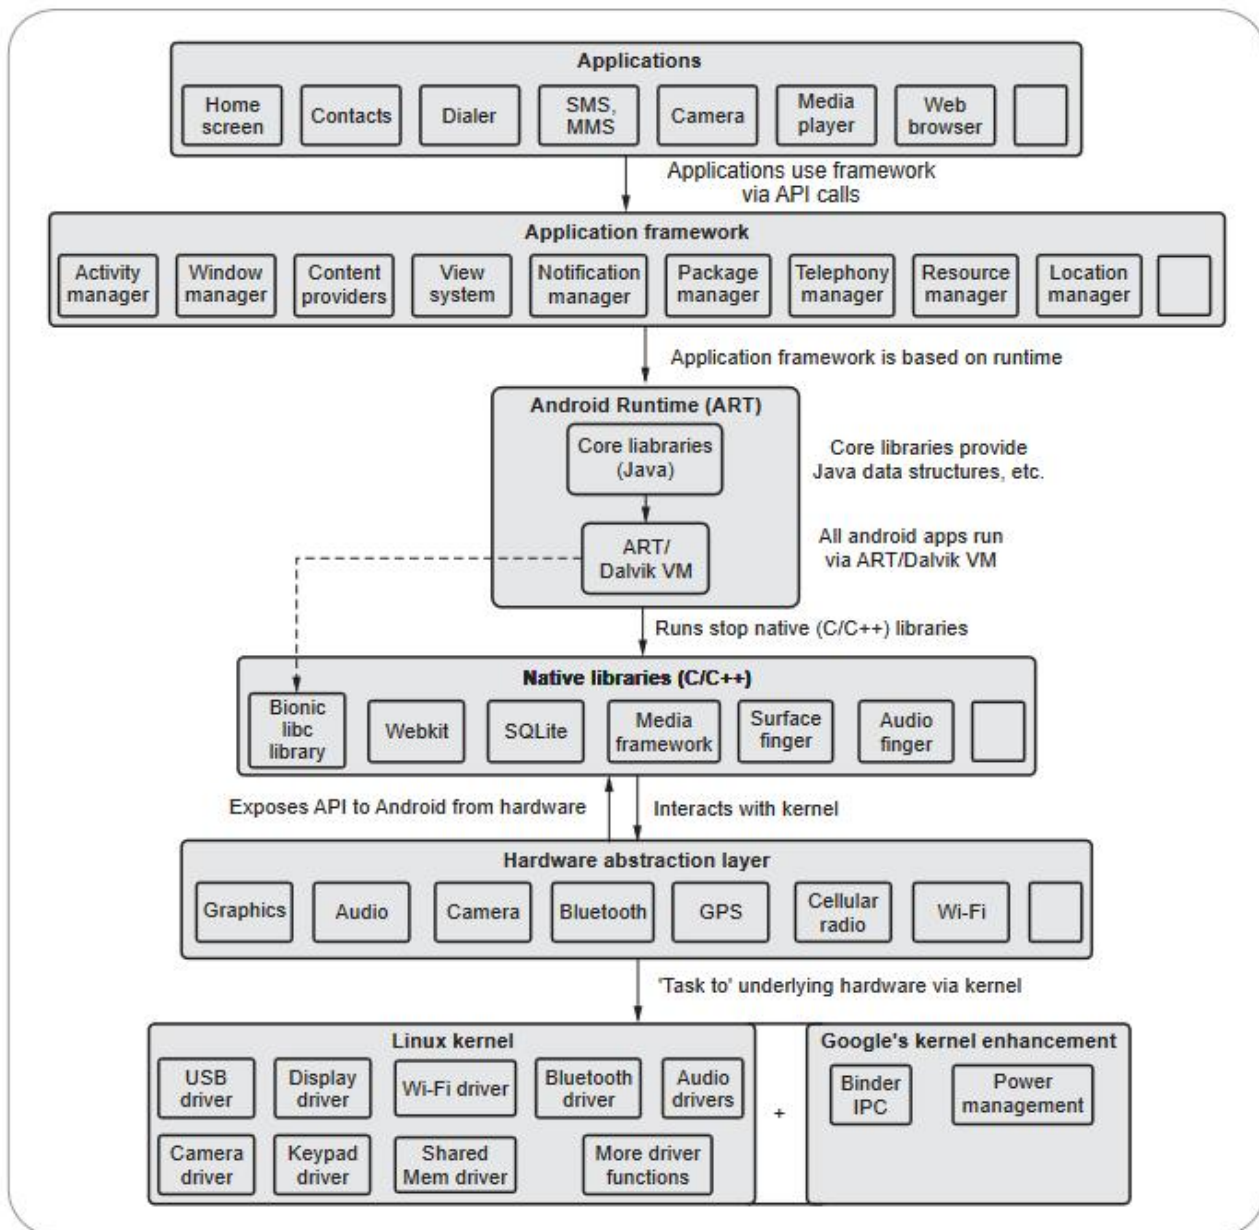 Applications
Home
screen
Contacts
Dialer
SMS,
MMS
Camera
Media
player
Web
browser
Applications use framework
via API calls
Application framework
Activity
manager
Window
manager
Content
providers
View
system
Notification
manager
Package
manager
Telephony
manager
Resource
manager
Location
manager
Application framework is based on runtime
Android Runtime (ART)
Core liabraries
(Java)
Core libraries provide
Java data structures, etc.
ART/
Dalvik VM
All android apps run
via ART/Dalvik VM
Runs stop native (C/C++) libraries
Native libraries (C/C++)
Bionic
libc
library
Webkit
SQLite
Media
framework
Surface
finger
Audio
finger
Exposes API to Android from hardware
Interacts with kernel
Hardware abstraction layer
Graphics
Audio
Camera
Bluetooth
GPS
Cellular
radio
Wi-Fi
'Task to' underlying hardware via kernel
Linux kernel
USB
driver
Display
driver
Wi-Fi driver
Bluetooth
driver
Audio
drivers
Camera
driver
Keypad
driver
Shared
Mem driver
More driver
functions
+
Google's kernel enhancement
Binder
IPC
Power
management